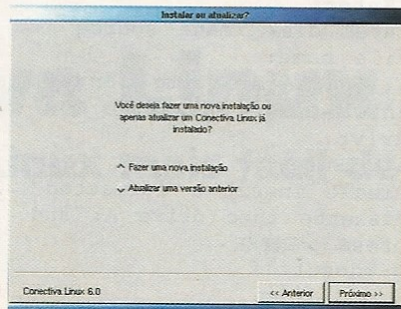 Instalar ou atualizar?
Você deseja fazer uma nova instalação ou
apenas atualizar um Conectiva Linux já
instalado?
Fazer uma nova instalação
Atualizar uma versão anterior
Conectiva Linux 6.0
<< Anterior
Próximo >>